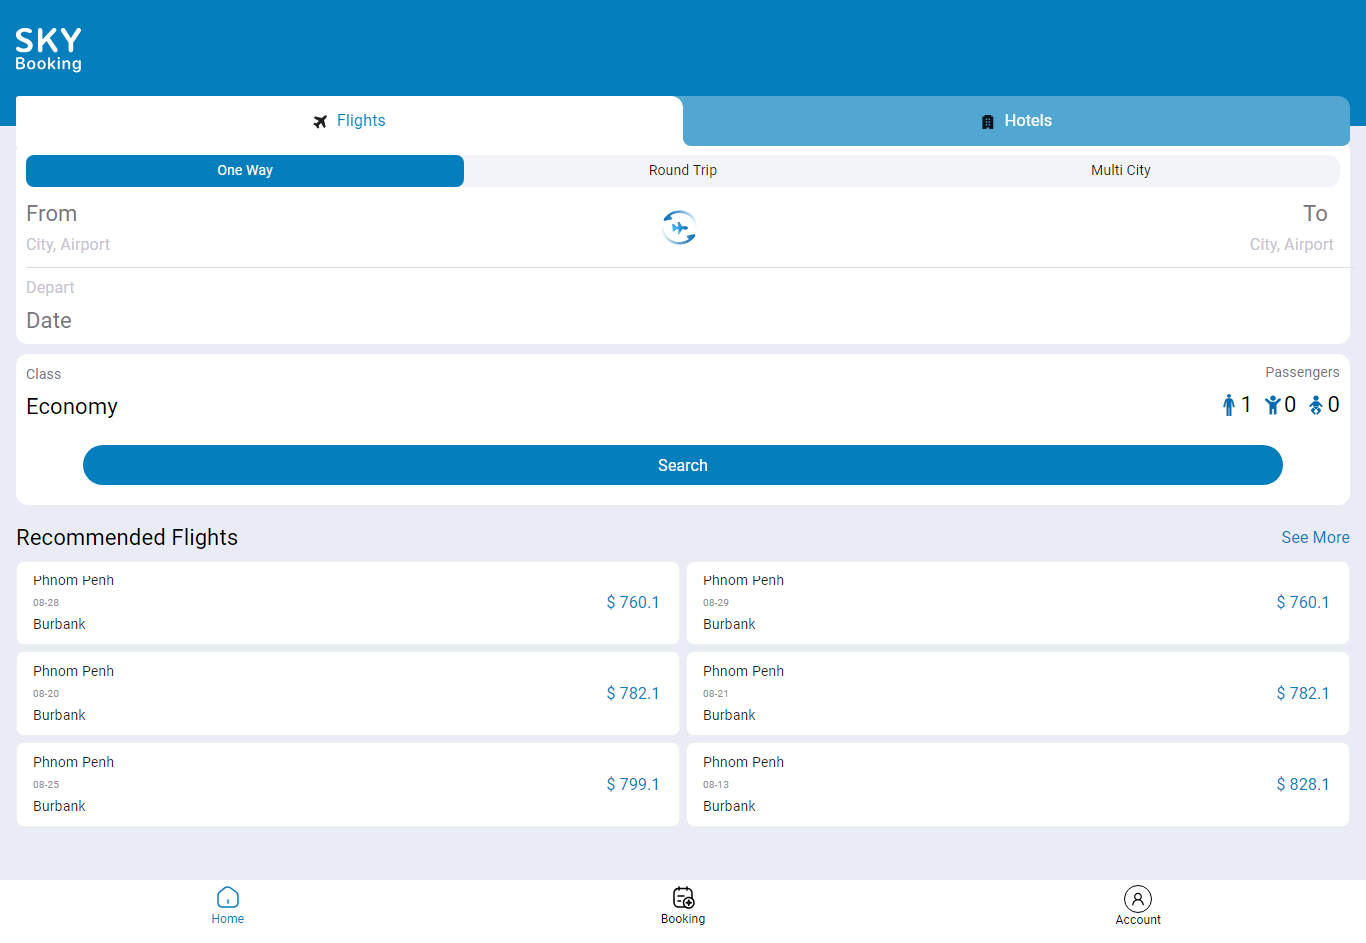 SKY
Booking
Flights
Hotels
One Way
Round Trip
Multi City
From
To
City, Airport
City, Airport
Depart
Date
Class
Passengers
Economy
1 0 0
Search
Recommended Flights
See More
Phnom Penh
08-28
Burbank
$ 760.1
Phnom Penh
08-29
Burbank
$ 760.1
Phnom Penh
08-20
Burbank
$ 782.1
Phnom Penh
08-21
Burbank
$ 782.1
Phnom Penh
08-25
Burbank
$ 799.1
Phnom Penh
08-13
Burbank
$ 828.1
Home
Booking
Account